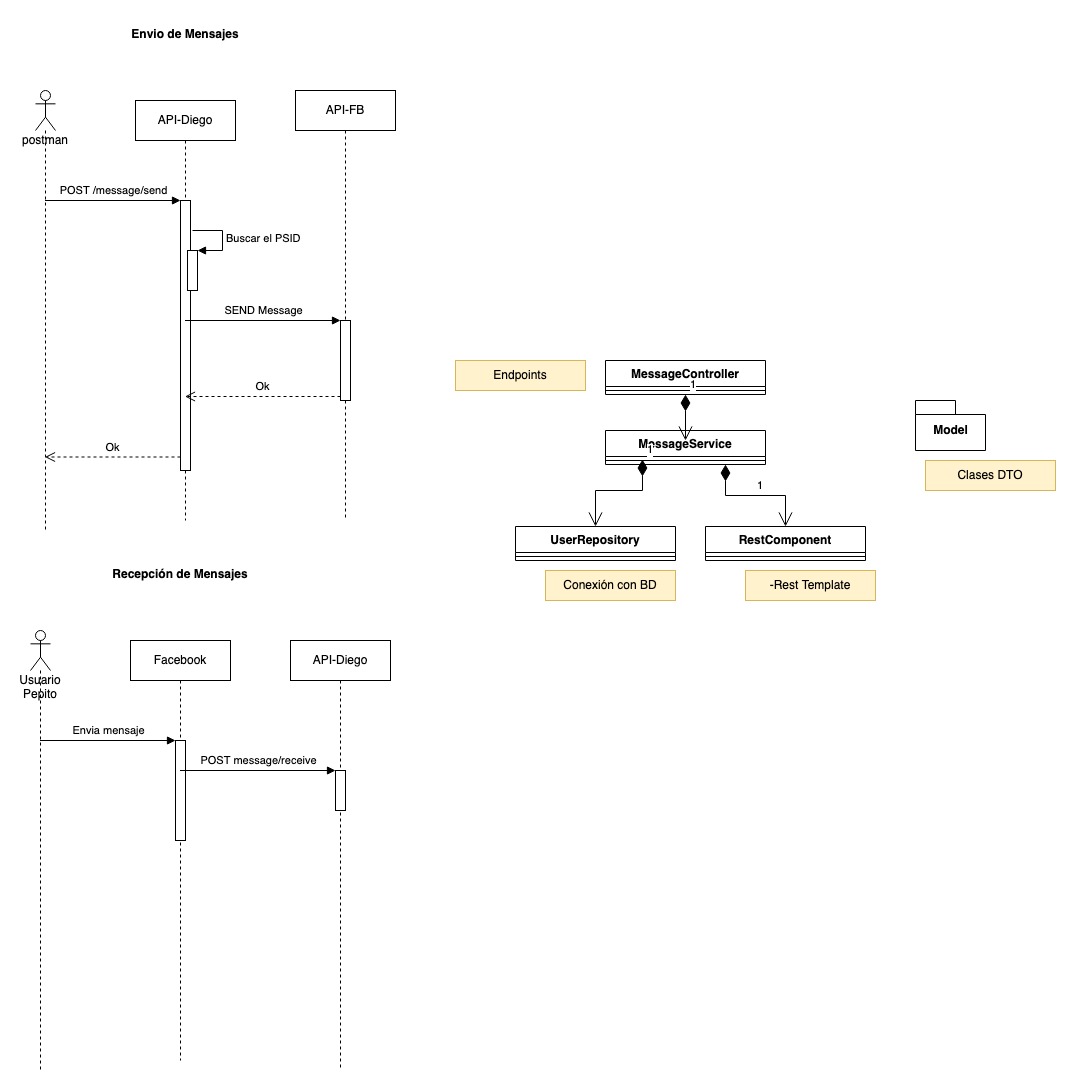 Envio de Mensajes
postman
API-Diego
API-FB
POST /message/send
Buscar el PSID
SEND Message
Ok
Ok
Endpoints
MessageController
1
MessageService
1
1
UserRepository
RestComponent
Conexión con BD
-Rest Template
Model
Clases DTO
Recepción de Mensajes
Usuario
Pepito
Facebook
API-Diego
Envia mensaje
POST message/receive